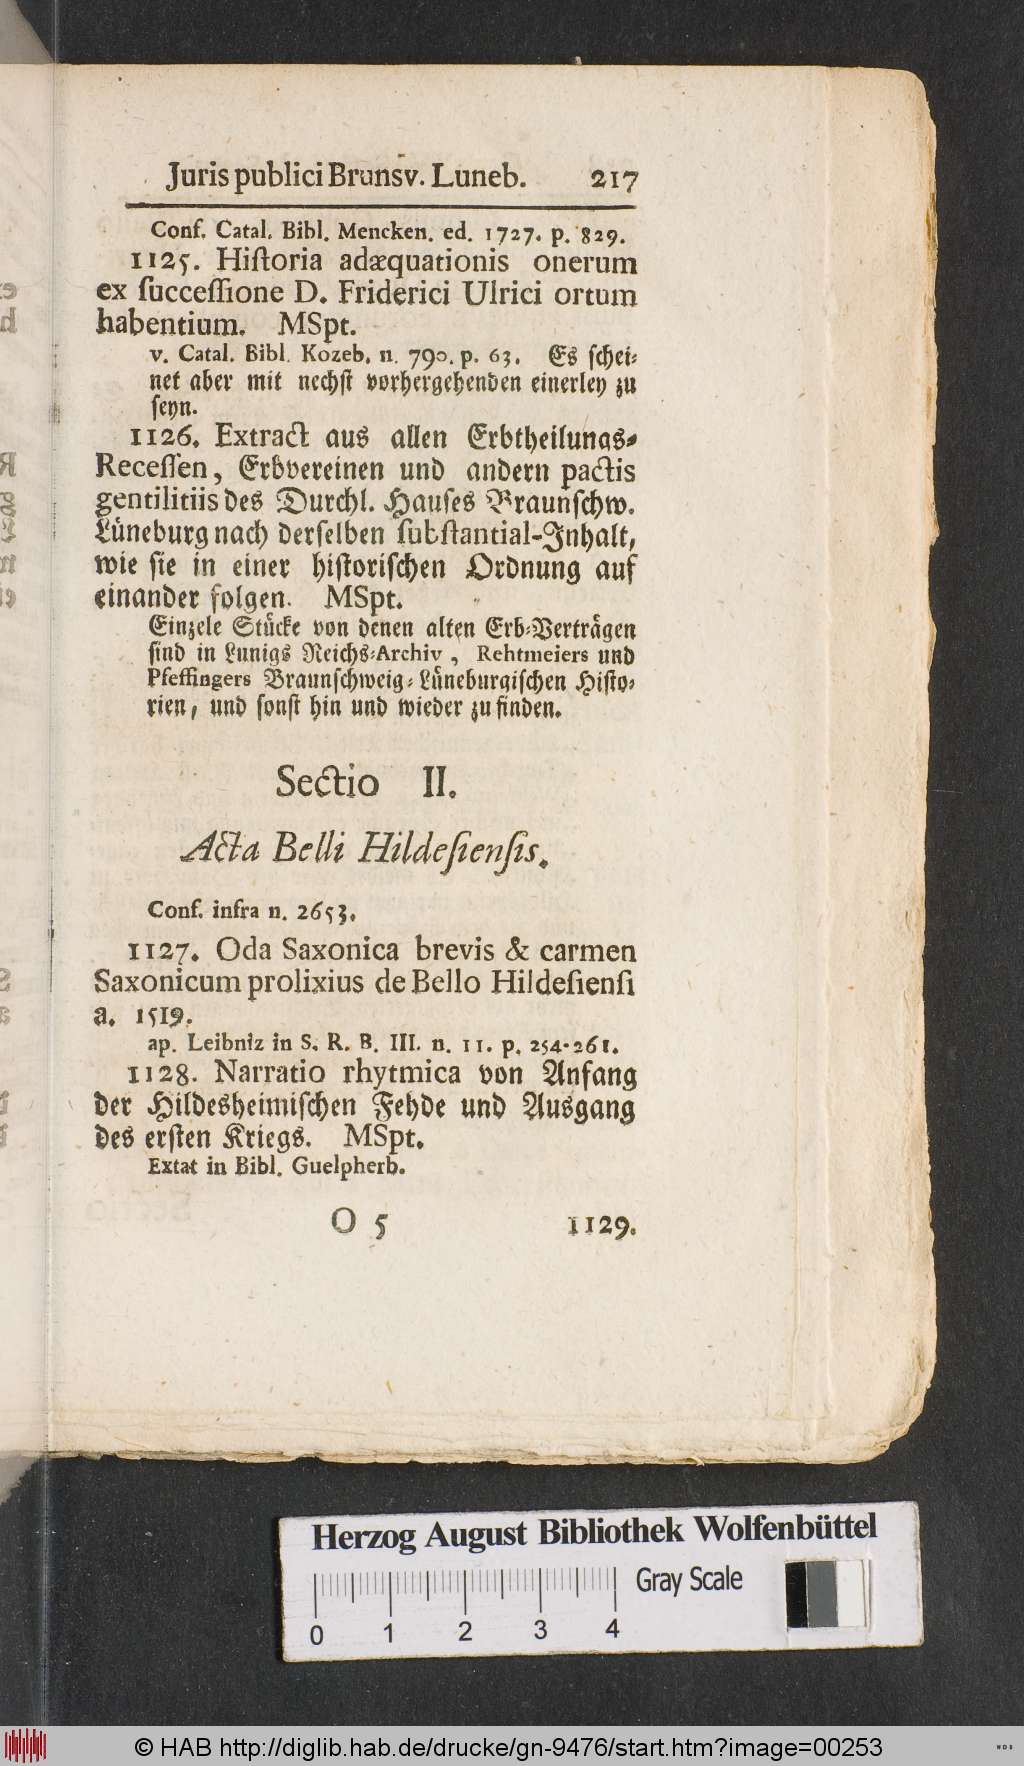 Juris publici Brunsv. Luneb. 217
Conf. Catal. Bibl. Mencken. ed. 1727. p. 829.
1125. Hiſtoria adæquationis onerum
ex ſucceſſione D. Friderici Ulrici ortum
habentium. MSpt.
v. Catal. Bibl. Kozeb. n. 790. p. 63. Es ſchei-
net aber mit nechſt vorhergehenden einerley zu
ſeyn.
1126. Extract aus allen Erbtheilungs-
Receſſen, Erbvereinen und andern pactis
gentilitiis des Durchl. Hauſes Braunſchw.
Lüneburg nach derſelben ſubſtantial-Inhalt,
wie ſie in einer hiſtoriſchen Ordnung auf
einander folgen. MSpt.
Einzele Stücke von denen alten Erb-Verträgen
ſind in Lunigs Reichs-Archiv, Rehtmeiers und
Pfeffingers Braunſchweig-Lüneburgiſchen Hiſto-
rien, und ſonſt hin und wieder zu finden.
Sectio II.
Acta Belli Hildeſienſis.
Conf. infra n. 2653.
1127. Oda Saxonica brevis & carmen
Saxonicum prolixius de Bello Hildeſienſi
a. 1519.
ap. Leibniz in S. R. B. III. n. 11. p. 254-261.
1128. Narratio rhytmica von Anfang
der Hildesheimiſchen Fehde und Ausgang
des erſten Kriegs. MSpt.
Extat in Bibl. Guelpherb.
O 5 1129.
Herzog August Bibliothek Wolfenbüttel
Gray Scale
0 1 2 3 4
© HAB http://diglib.hab.de/drucke/gn-9476/start.htm?image=00253